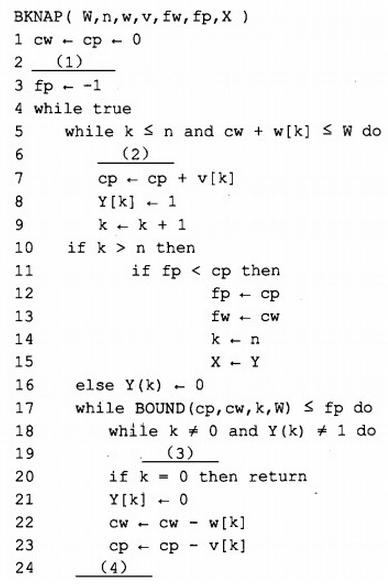 BKNAP( W,n,w,v,fw,fp,X )
1 cw ← cp ← 0
2 (1)
3 fp ← -1
4 while true
5 while k ≤ n and cw + w[k] ≤ W do
6 (2)
7 cp ← cp + v[k]
8 Y[k] ← 1
9 k ← k + 1
10 if k > n then
11 if fp < cp then
12 fp ← cp
13 fw ← cw
14 k ← n
15 X ← Y
16 else Y(k) ← 0
17 while BOUND(cp,cw,k,W) ≤ fp do
18 while k ≠ 0 and Y(k) ≠ 1 do
19 (3)
20 if k = 0 then return
21 Y[k] ← 0
22 cw ← cw - w[k]
23 cp ← cp - v[k]
24 (4)